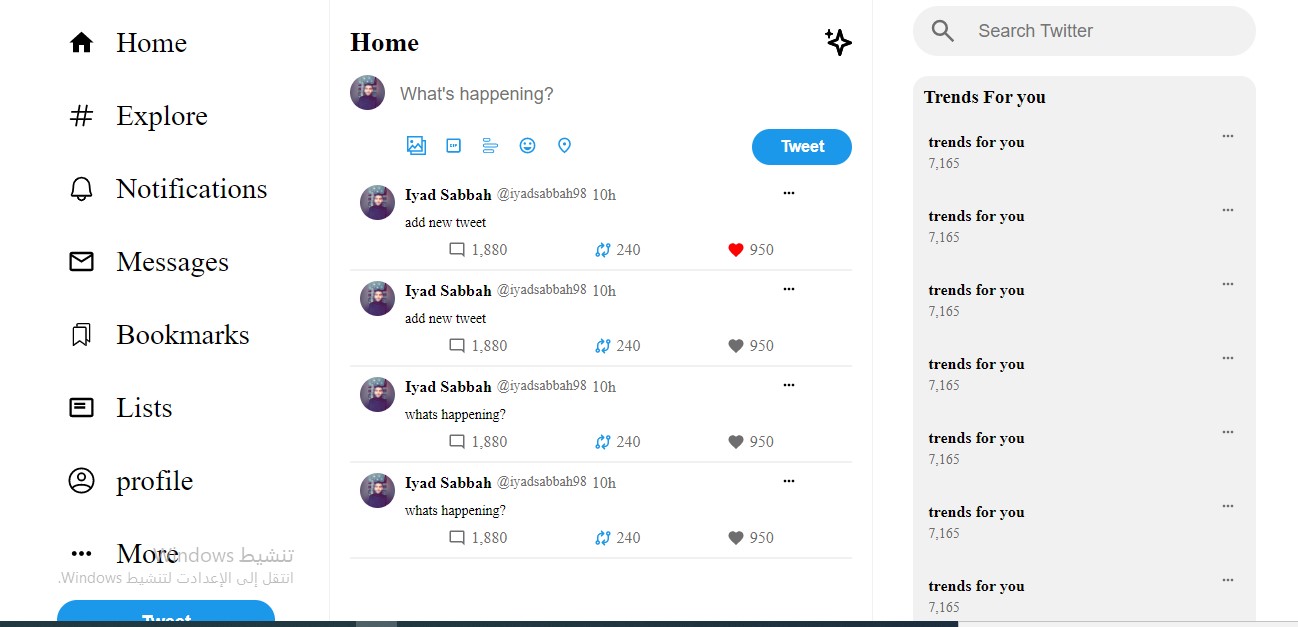 Home
Explore
Notifications
Messages
Bookmarks
Lists
profile
More
تنشيط Windows
انتقل إلى الإعدادت لتنشيط Windows.
Tweet
Home
What's happening?
GIF
Tweet
Iyad Sabbah @iyadsabbah98 10h
add new tweet
1,880 240 950
Iyad Sabbah @iyadsabbah98 10h
add new tweet
1,880 240 950
Iyad Sabbah @iyadsabbah98 10h
whats happening?
1,880 240 950
Iyad Sabbah @iyadsabbah98 10h
whats happening?
1,880 240 950
Search Twitter
Trends For you
trends for you
7,165
trends for you
7,165
trends for you
7,165
trends for you
7,165
trends for you
7,165
trends for you
7,165
trends for you
7,165